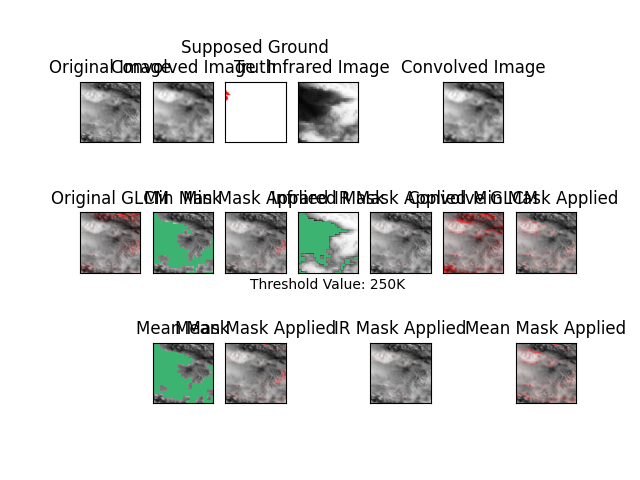 Supposed Ground
Original Image Convolved Image Truth Infrared Image Convolved Image
Original GLCM Min Mask Min Mask Applied Infrared Mask IR Mask Applied Convolved GLCM Min Mask Applied
Threshold Value: 250K
Mean Mask Mean Mask Applied IR Mask Applied Mean Mask Applied